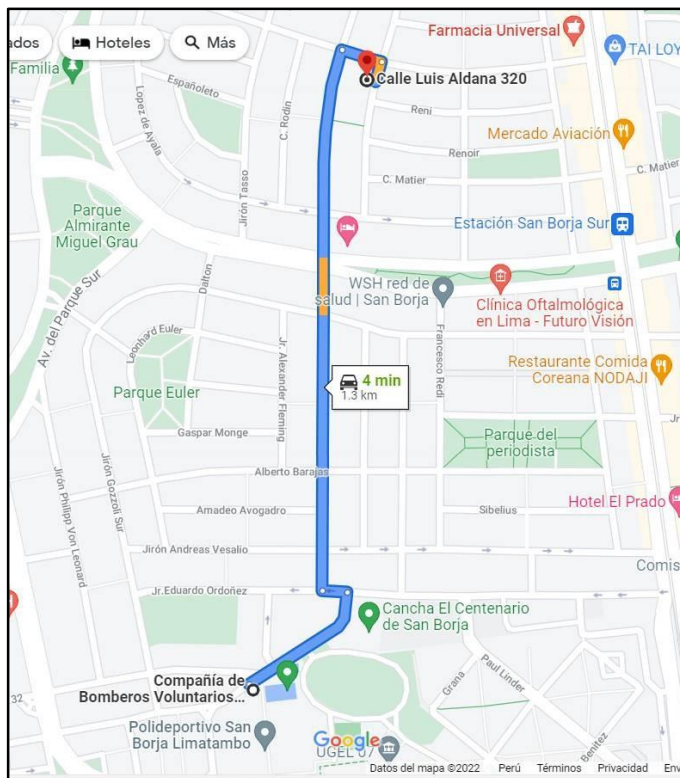 ados
Hoteles
Más
Farmacia Universal
TAI LOY
Familia
Españoleto
Calle Luis Aldana 320
Lopez de Ayala
C. Rodin
Reni
Mercado Aviación
Renoir
C. Matier
C. Matier
Jirón Tasso
Parque
Almirante
Miguel Grau
Estación San Borja Sur
Av. del Parque Sur
Dalton
WSH red de
salud | San Borja
Clínica Oftalmológica
en Lima - Futuro Visión
Leonhard Euler
Jr. Alexander Fleming
Francesco Redi
Restaurante Comida
Coreana NODAJI
4 min
1.3 km
Parque Euler
Gaspar Monge
Parque del
periodista
Jr
Alberto Barajas
Jirón Philipp Von Leonard
Jirón Gozzoli Sur
Amadeo Avogadro
Sibelius
Hotel El Prado
Jirón Andreas Vesalio
Comis
Jr.Eduardo Ordoñez
Cancha El Centenario
de San Borja
Compañía de
Bomberos Voluntarios...
32
Grana
Paul Linder
Benitez
Polideportivo San
Borja Limatambo
Google
UGEL 07
Datos del mapa ©2022 Perú Términos Privacidad Env